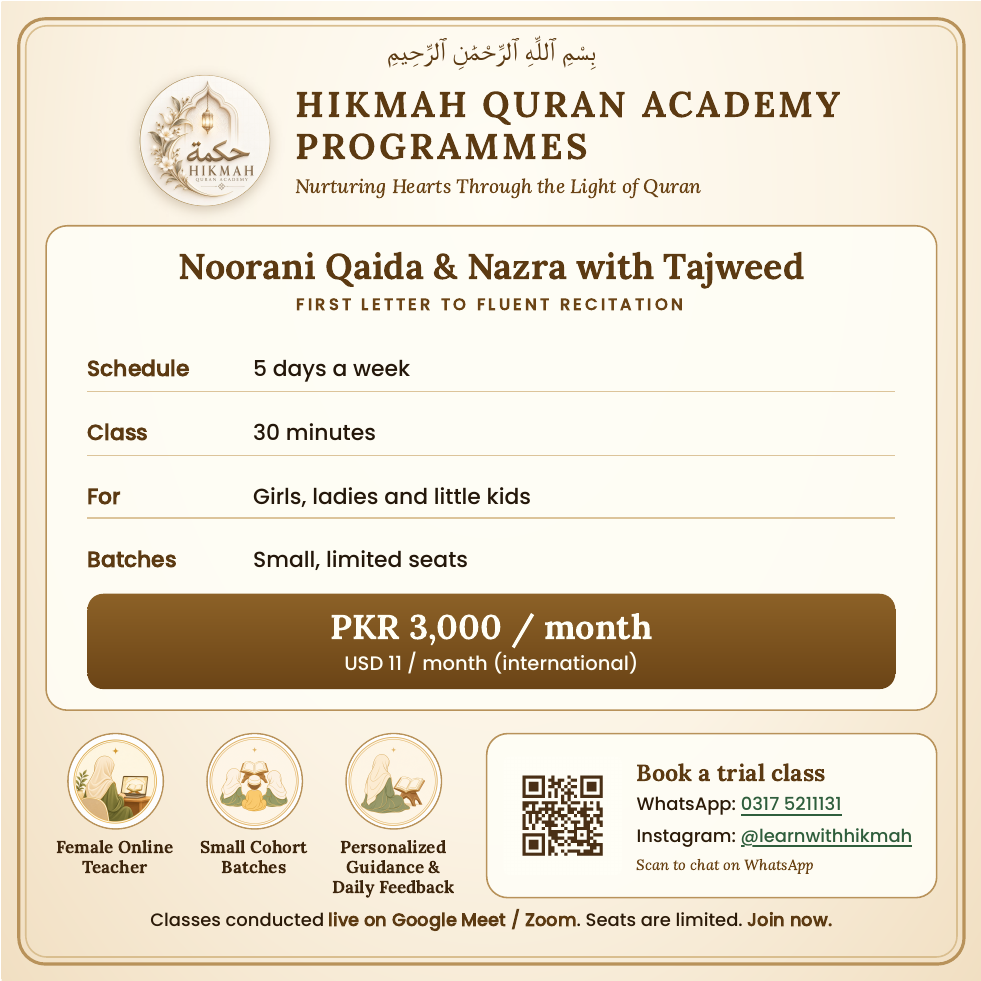 بِسْمِ ٱللَّٰهِ ٱلرَّحْمَٰنِ ٱلرَّحِيمِ
حكمة
HIKMAH
QURAN ACADEMY
HIKMAH QURAN ACADEMY
PROGRAMMES
Nurturing Hearts Through the Light of Quran
Noorani Qaida & Nazra with Tajweed
FIRST LETTER TO FLUENT RECITATION
Schedule 5 days a week
Class 30 minutes
For Girls, ladies and little kids
Batches Small, limited seats
PKR 3,000 / month
USD 11 / month (international)
Female Online
Teacher
Small Cohort
Batches
Personalized
Guidance &
Daily Feedback
Book a trial class
WhatsApp: 0317 5211131
Instagram: @learnwithhikmah
Scan to chat on WhatsApp
Classes conducted live on Google Meet / Zoom. Seats are limited. Join now.